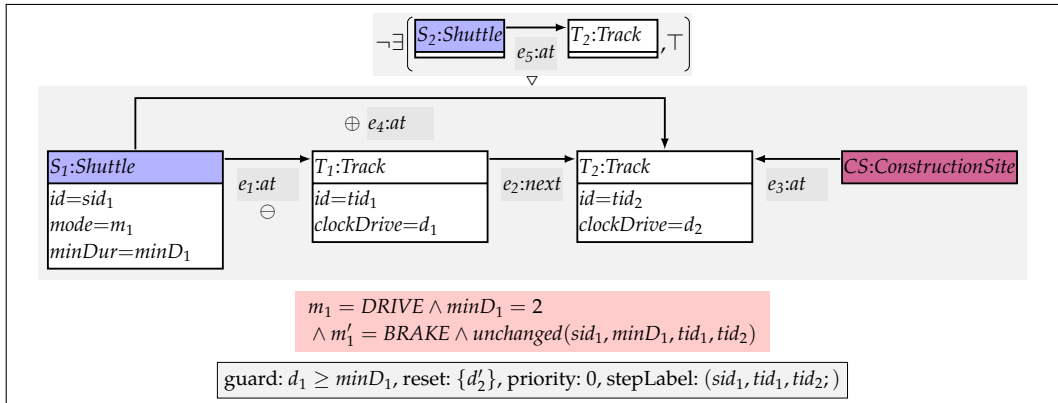 ¬∃( S₂:Shuttle e₅:at T₂:Track , ⊤ )
▽
⊕ e₄:at
S₁:Shuttle
id=sid₁
mode=m₁
minDur=minD₁
e₁:at
⊖
T₁:Track
id=tid₁
clockDrive=d₁
e₂:next
T₂:Track
id=tid₂
clockDrive=d₂
e₃:at
CS:ConstructionSite
m₁ = DRIVE ∧ minD₁ = 2
∧ m′₁ = BRAKE ∧ unchanged(sid₁, minD₁, tid₁, tid₂)
guard: d₁ ≥ minD₁, reset: {d′₂}, priority: 0, stepLabel: (sid₁, tid₁, tid₂; )